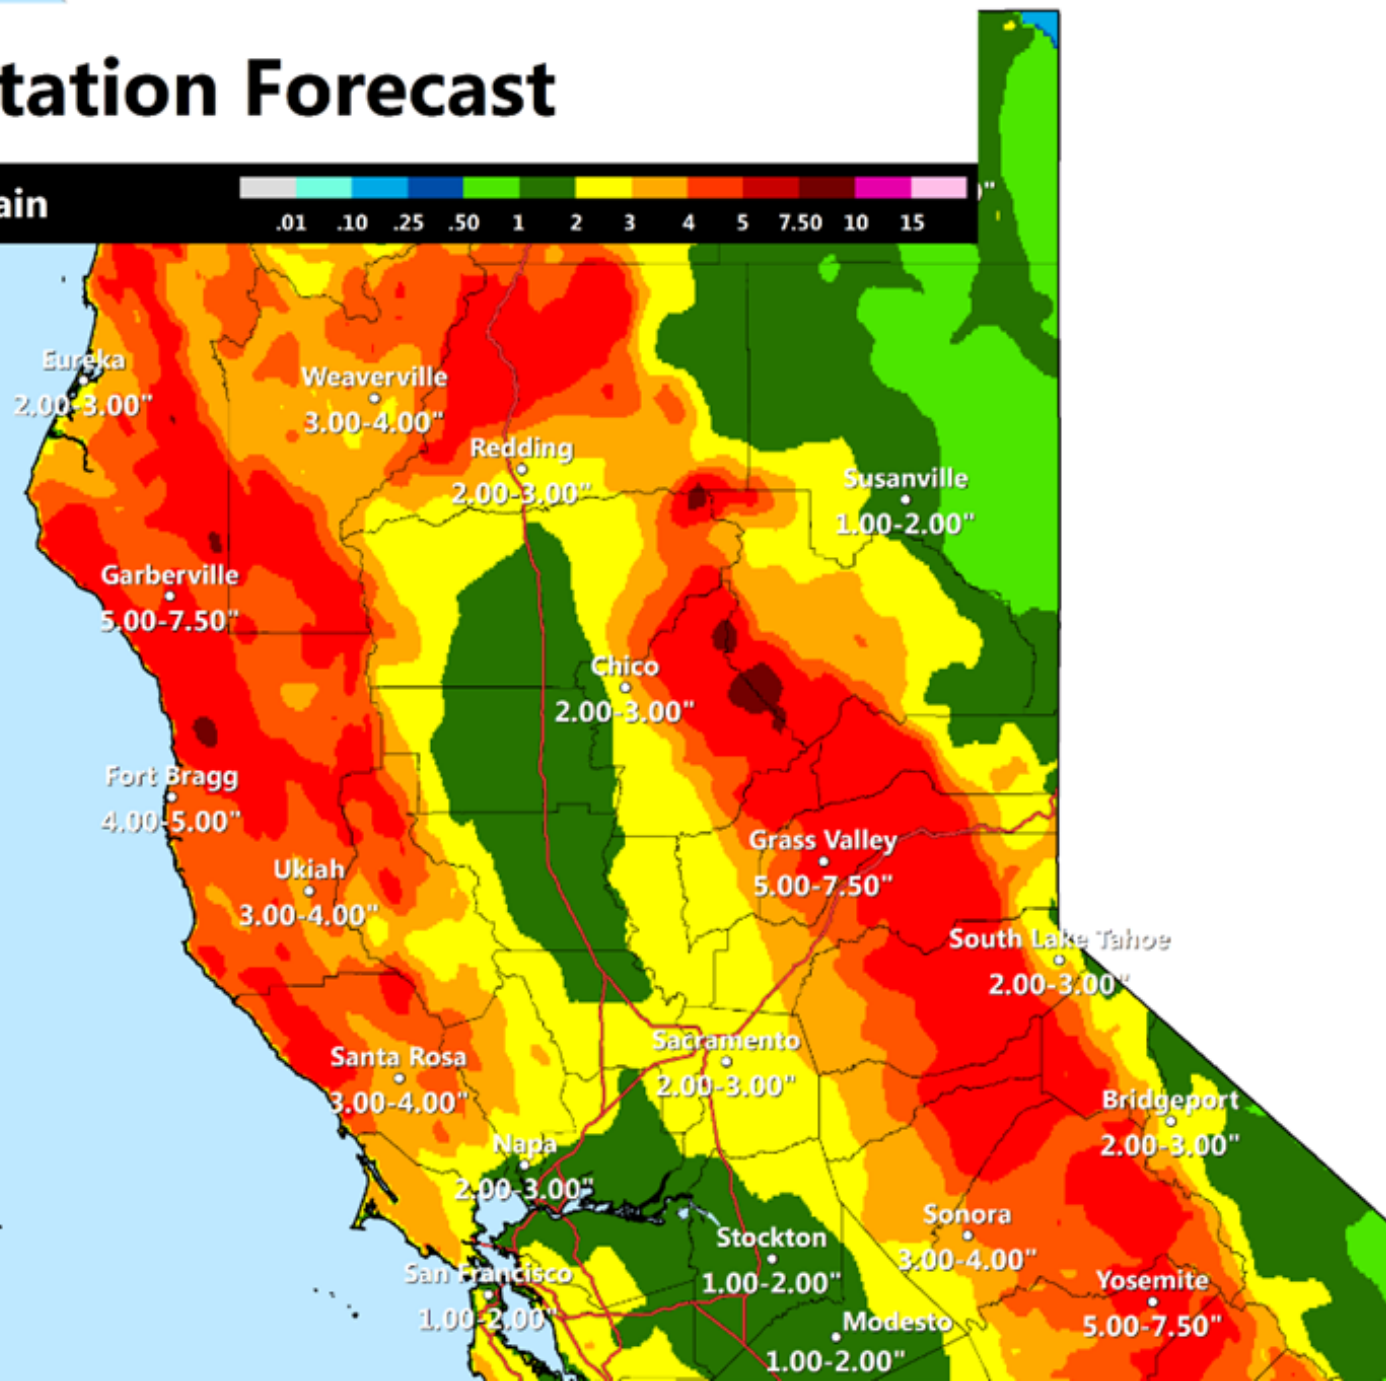 tation Forecast
ain
)"
.01 .10 .25 .50 1 2 3 4 5 7.50 10 15
Eureka
2.00-3.00"
Weaverville
3.00-4.00"
Redding
2.00-3.00"
Susanville
1.00-2.00"
Garberville
5.00-7.50"
Chico
2.00-3.00"
Fort Bragg
4.00-5.00"
Grass Valley
5.00-7.50"
Ukiah
3.00-4.00"
South Lake Tahoe
2.00-3.00"
Sacramento
2.00-3.00"
Santa Rosa
3.00-4.00"
Bridgeport
2.00-3.00"
Napa
2.00-3.00"
Sonora
3.00-4.00"
Stockton
1.00-2.00"
San Francisco
1.00-2.00"
Yosemite
5.00-7.50"
Modesto
1.00-2.00"